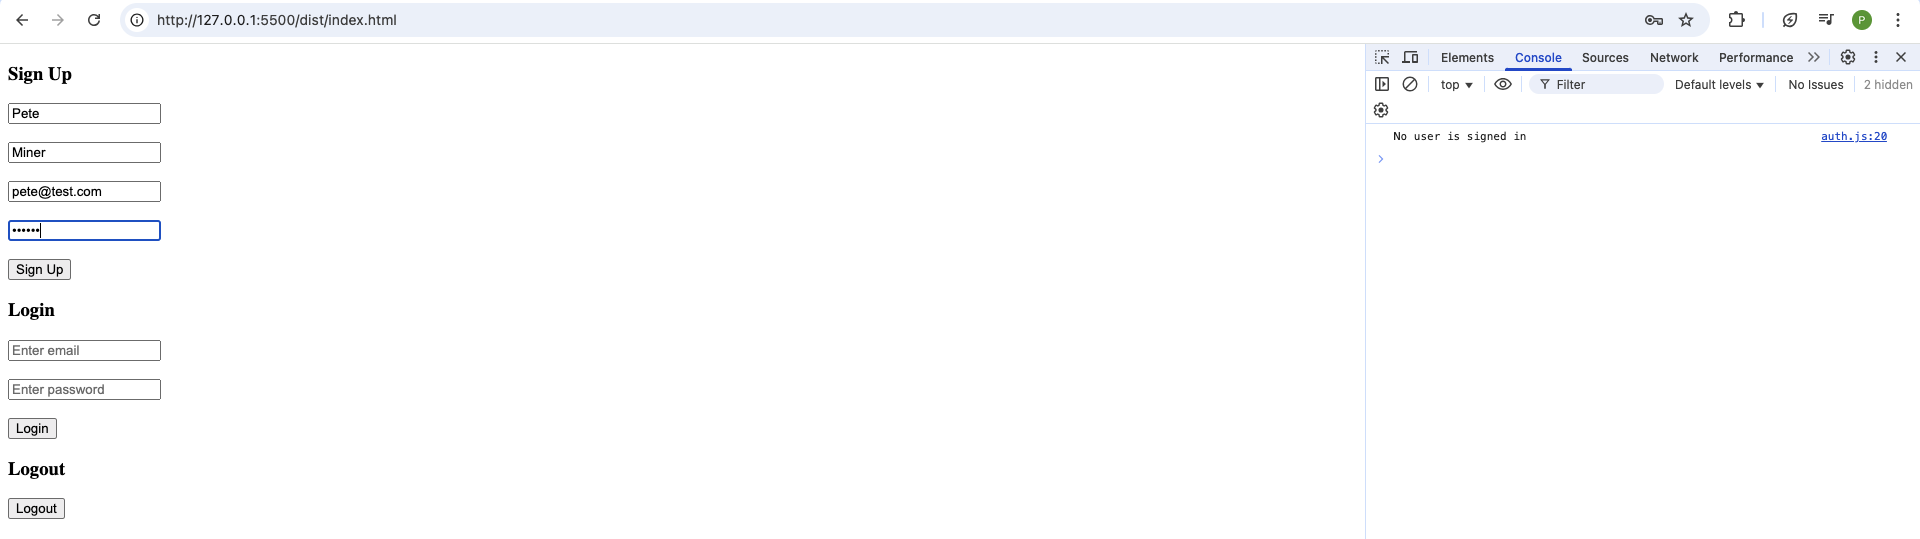 http://127.0.0.1:5500/dist/index.html
P
Sign Up
Pete
Miner
pete@test.com
••••••
Sign Up
Login
Enter email
Enter password
Login
Logout
Logout
Elements Console Sources Network Performance
top Filter Default levels No Issues 2 hidden
No user is signed in auth.js:20